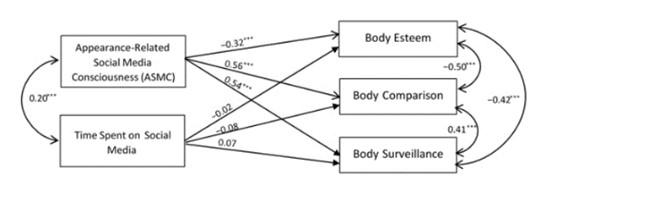 Appearance-Related
Social Media
Consciousness (ASMC)
Time Spent on Social
Media
0.20***
-0.32***
0.56***
0.54***
-0.02
-0.08
0.07
Body Esteem
Body Comparison
Body Surveillance
-0.50***
0.41***
-0.42***